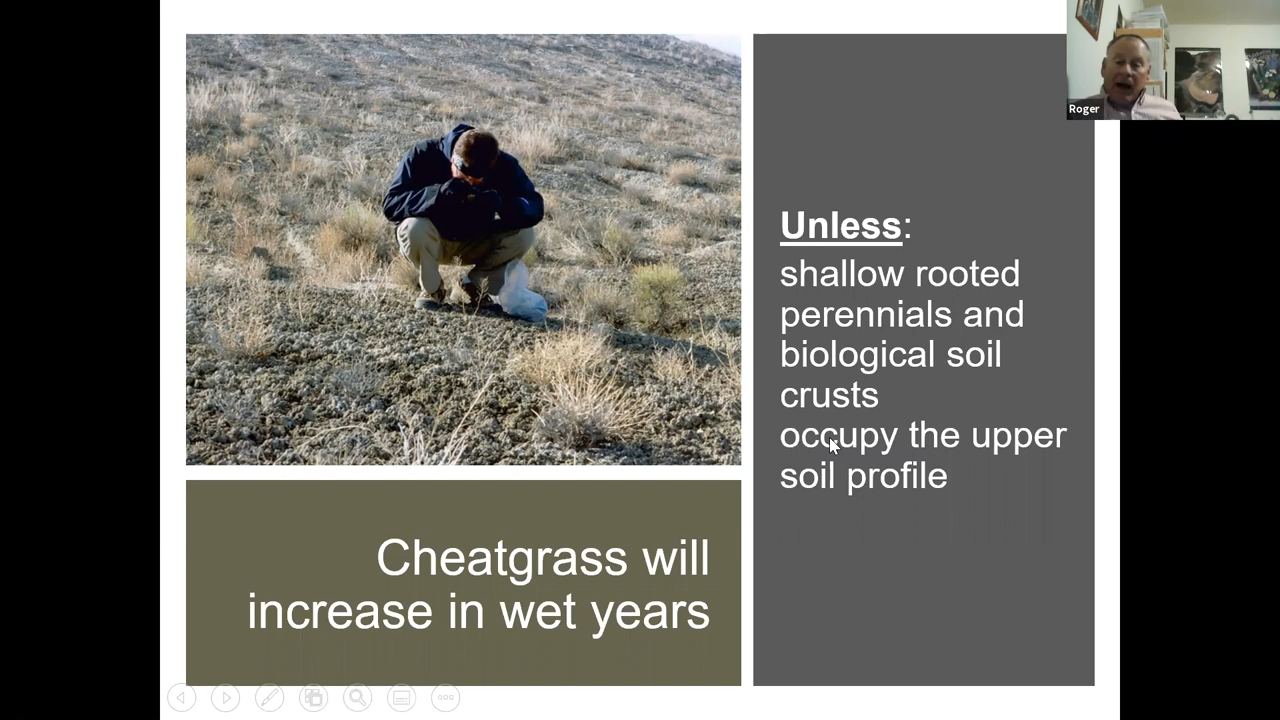 Roger
Unless:
shallow rooted
perennials and
biological soil
crusts
occupy the upper
soil profile
Cheatgrass will
increase in wet years